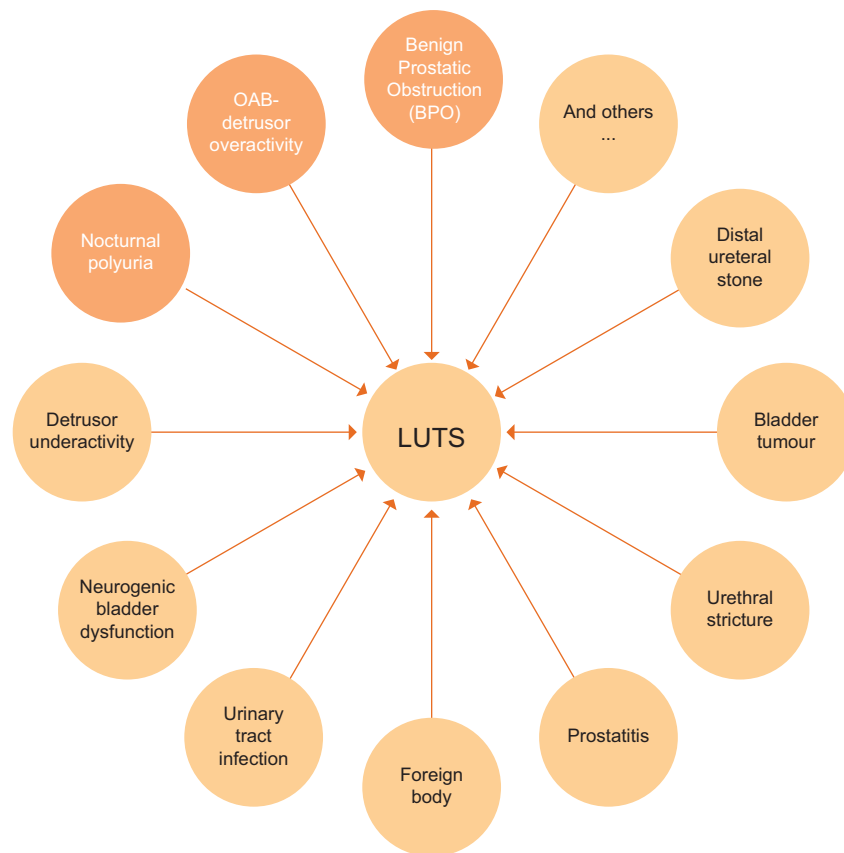 Benign
Prostatic
Obstruction
(BPO)
And others
...
Distal
ureteral
stone
Bladder
tumour
Urethral
stricture
Prostatitis
Foreign
body
Urinary
tract
infection
Neurogenic
bladder
dysfunction
Detrusor
underactivity
Nocturnal
polyuria
OAB-
detrusor
overactivity
LUTS